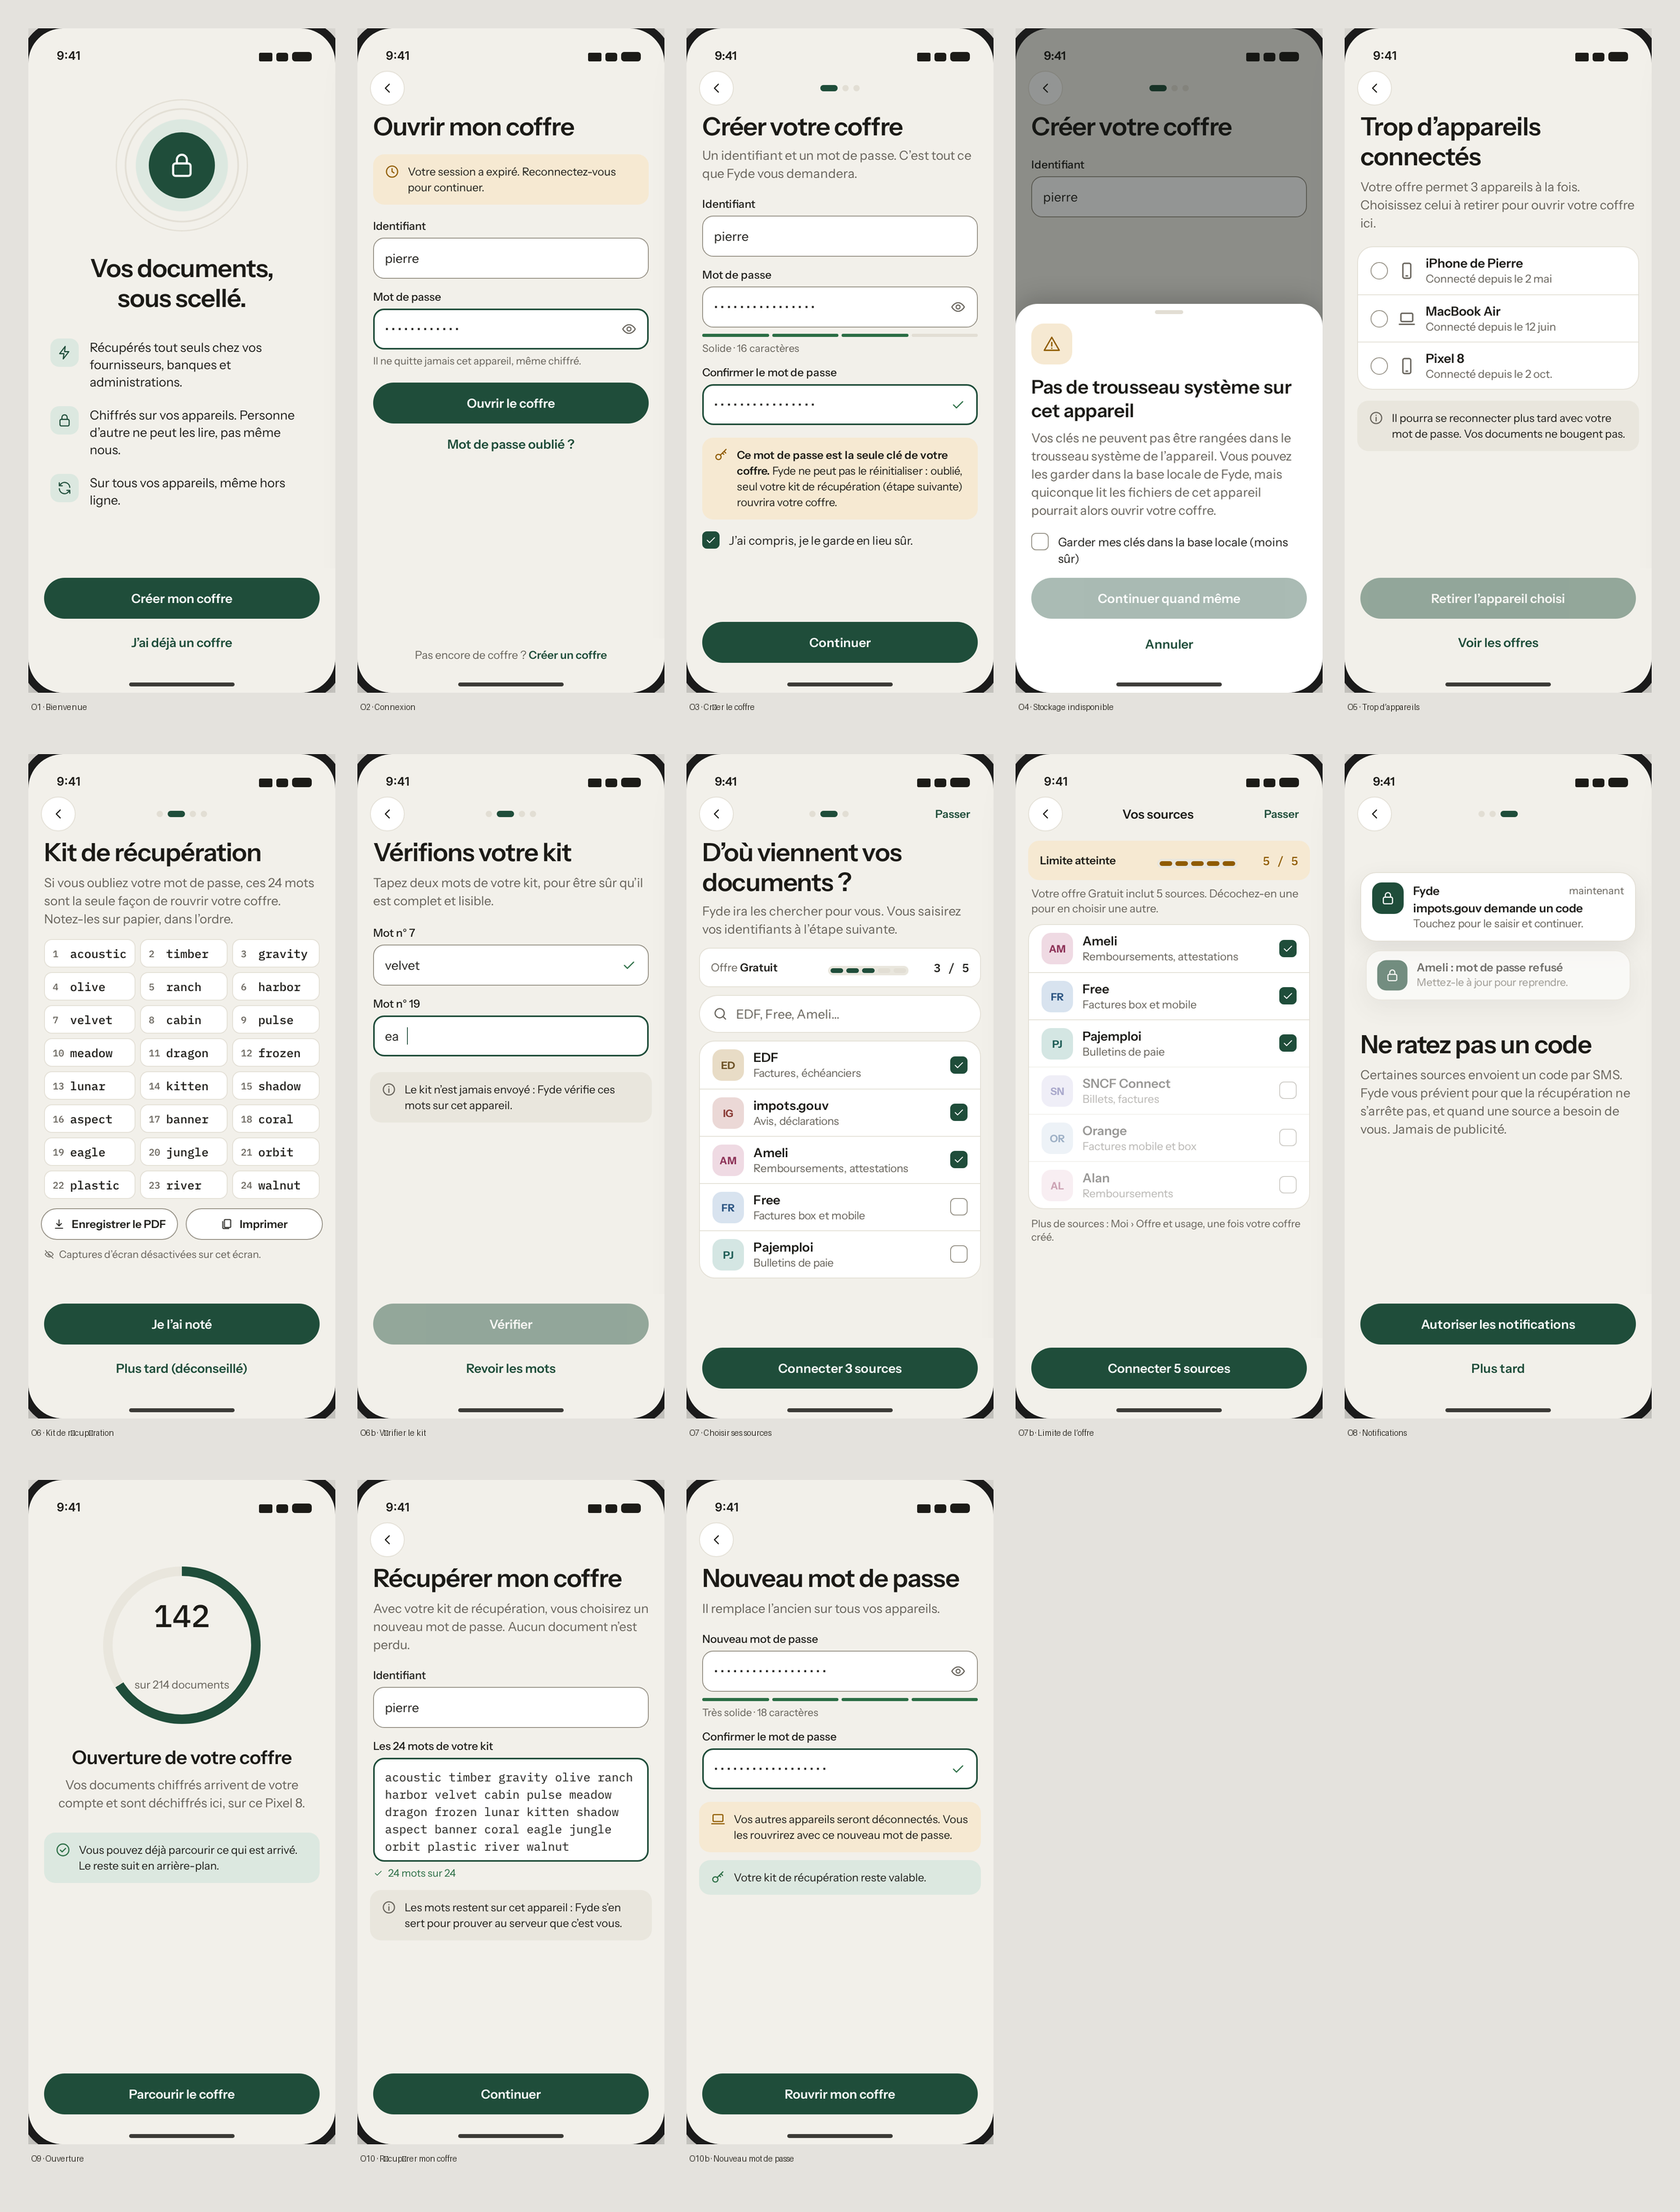 9:41
Vos documents,
sous scellé.
Récupérés tout seuls chez vos
fournisseurs, banques et
administrations.
Chiffrés sur vos appareils. Personne
d'autre ne peut les lire, pas même
nous.
Sur tous vos appareils, même hors
ligne.
Créer mon coffre
J'ai déjà un coffre
O1 · Bienvenue
9:41
Ouvrir mon coffre
Votre session a expiré. Reconnectez-vous
pour continuer.
Identifiant
pierre
Mot de passe
Il ne quitte jamais cet appareil, même chiffré.
Ouvrir le coffre
Mot de passe oublié ?
Pas encore de coffre ? Créer un coffre
O2 · Connexion
9:41
Créer votre coffre
Un identifiant et un mot de passe. C'est tout ce
que Fyde vous demandera.
Identifiant
pierre
Mot de passe
Solide · 16 caractères
Confirmer le mot de passe
Ce mot de passe est la seule clé de votre
coffre. Fyde ne peut pas le réinitialiser : oublié,
seul votre kit de récupération (étape suivante)
rouvrira votre coffre.
J'ai compris, je le garde en lieu sûr.
Continuer
O3 · Cr□er le coffre
9:41
Créer votre coffre
Identifiant
pierre
Pas de trousseau système sur
cet appareil
Vos clés ne peuvent pas être rangées dans le
trousseau système de l'appareil. Vous pouvez
les garder dans la base locale de Fyde, mais
quiconque lit les fichiers de cet appareil
pourrait alors ouvrir votre coffre.
Garder mes clés dans la base locale (moins
sûr)
Continuer quand même
Annuler
O4 · Stockage indisponible
9:41
Trop d'appareils
connectés
Votre offre permet 3 appareils à la fois.
Choisissez celui à retirer pour ouvrir votre coffre
ici.
iPhone de Pierre
Connecté depuis le 2 mai
MacBook Air
Connecté depuis le 12 juin
Pixel 8
Connecté depuis le 2 oct.
Il pourra se reconnecter plus tard avec votre
mot de passe. Vos documents ne bougent pas.
Retirer l'appareil choisi
Voir les offres
O5 · Trop d'appareils
9:41
Kit de récupération
Si vous oubliez votre mot de passe, ces 24 mots
sont la seule façon de rouvrir votre coffre.
Notez-les sur papier, dans l'ordre.
1 acoustic 2 timber 3 gravity
4 olive 5 ranch 6 harbor
7 velvet 8 cabin 9 pulse
10 meadow 11 dragon 12 frozen
13 lunar 14 kitten 15 shadow
16 aspect 17 banner 18 coral
19 eagle 20 jungle 21 orbit
22 plastic 23 river 24 walnut
Enregistrer le PDF Imprimer
Captures d'écran désactivées sur cet écran.
Je l'ai noté
Plus tard (déconseillé)
O6 · Kit de r□cup□ration
9:41
Vérifions votre kit
Tapez deux mots de votre kit, pour être sûr qu'il
est complet et lisible.
Mot n° 7
velvet
Mot n° 19
ea
Le kit n'est jamais envoyé : Fyde vérifie ces
mots sur cet appareil.
Vérifier
Revoir les mots
O6b · V□rifier le kit
9:41
Passer
D'où viennent vos
documents ?
Fyde ira les chercher pour vous. Vous saisirez
vos identifiants à l'étape suivante.
Offre Gratuit 3 / 5
EDF, Free, Ameli...
ED EDF
Factures, échéanciers
IG impots.gouv
Avis, déclarations
AM Ameli
Remboursements, attestations
FR Free
Factures box et mobile
PJ Pajemploi
Bulletins de paie
Connecter 3 sources
O7 · Choisir ses sources
9:41
Vos sources Passer
Limite atteinte 5 / 5
Votre offre Gratuit inclut 5 sources. Décochez-en une
pour en choisir une autre.
AM Ameli
Remboursements, attestations
FR Free
Factures box et mobile
PJ Pajemploi
Bulletins de paie
SN SNCF Connect
Billets, factures
OR Orange
Factures mobile et box
AL Alan
Remboursements
Plus de sources : Moi › Offre et usage, une fois votre coffre
créé.
Connecter 5 sources
O7b · Limite de l'offre
9:41
Fyde maintenant
impots.gouv demande un code
Touchez pour le saisir et continuer.
Ameli : mot de passe refusé
Mettez-le à jour pour reprendre.
Ne ratez pas un code
Certaines sources envoient un code par SMS.
Fyde vous prévient pour que la récupération ne
s'arrête pas, et quand une source a besoin de
vous. Jamais de publicité.
Autoriser les notifications
Plus tard
O8 · Notifications
9:41
142
sur 214 documents
Ouverture de votre coffre
Vos documents chiffrés arrivent de votre
compte et sont déchiffrés ici, sur ce Pixel 8.
Vous pouvez déjà parcourir ce qui est arrivé.
Le reste suit en arrière-plan.
Parcourir le coffre
O9 · Ouverture
9:41
Récupérer mon coffre
Avec votre kit de récupération, vous choisirez un
nouveau mot de passe. Aucun document n'est
perdu.
Identifiant
pierre
Les 24 mots de votre kit
acoustic timber gravity olive ranch
harbor velvet cabin pulse meadow
dragon frozen lunar kitten shadow
aspect banner coral eagle jungle
orbit plastic river walnut
24 mots sur 24
Les mots restent sur cet appareil : Fyde s'en
sert pour prouver au serveur que c'est vous.
Continuer
O10 · R□cup□rer mon coffre
9:41
Nouveau mot de passe
Il remplace l'ancien sur tous vos appareils.
Nouveau mot de passe
Très solide · 18 caractères
Confirmer le mot de passe
Vos autres appareils seront déconnectés. Vous
les rouvrirez avec ce nouveau mot de passe.
Votre kit de récupération reste valable.
Rouvrir mon coffre
O10b · Nouveau mot de passe